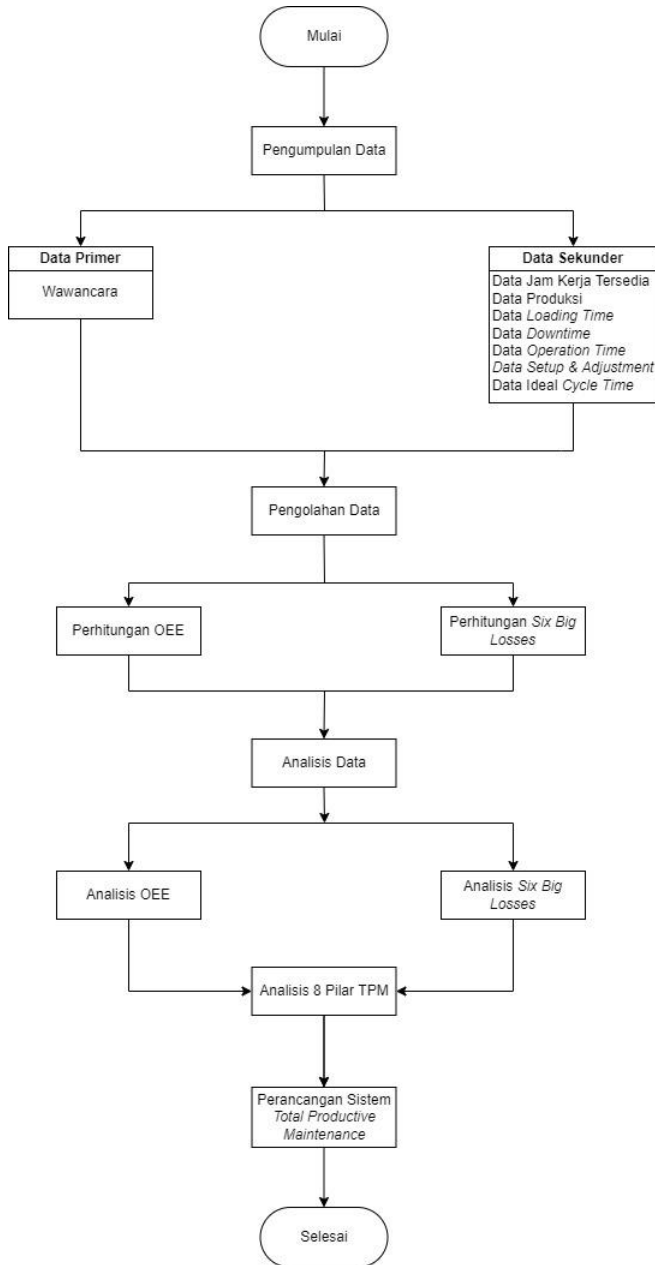 Mulai
Pengumpulan Data
Data Primer
Wawancara
Data Sekunder
Data Jam Kerja Tersedia
Data Produksi
Data Loading Time
Data Downtime
Data Operation Time
Data Setup & Adjustment
Data Ideal Cycle Time
Pengolahan Data
Perhitungan OEE
Perhitungan Six Big
Losses
Analisis Data
Analisis OEE
Analisis Six Big
Losses
Analisis 8 Pilar TPM
Perancangan Sistem
Total Productive
Maintenance
Selesai